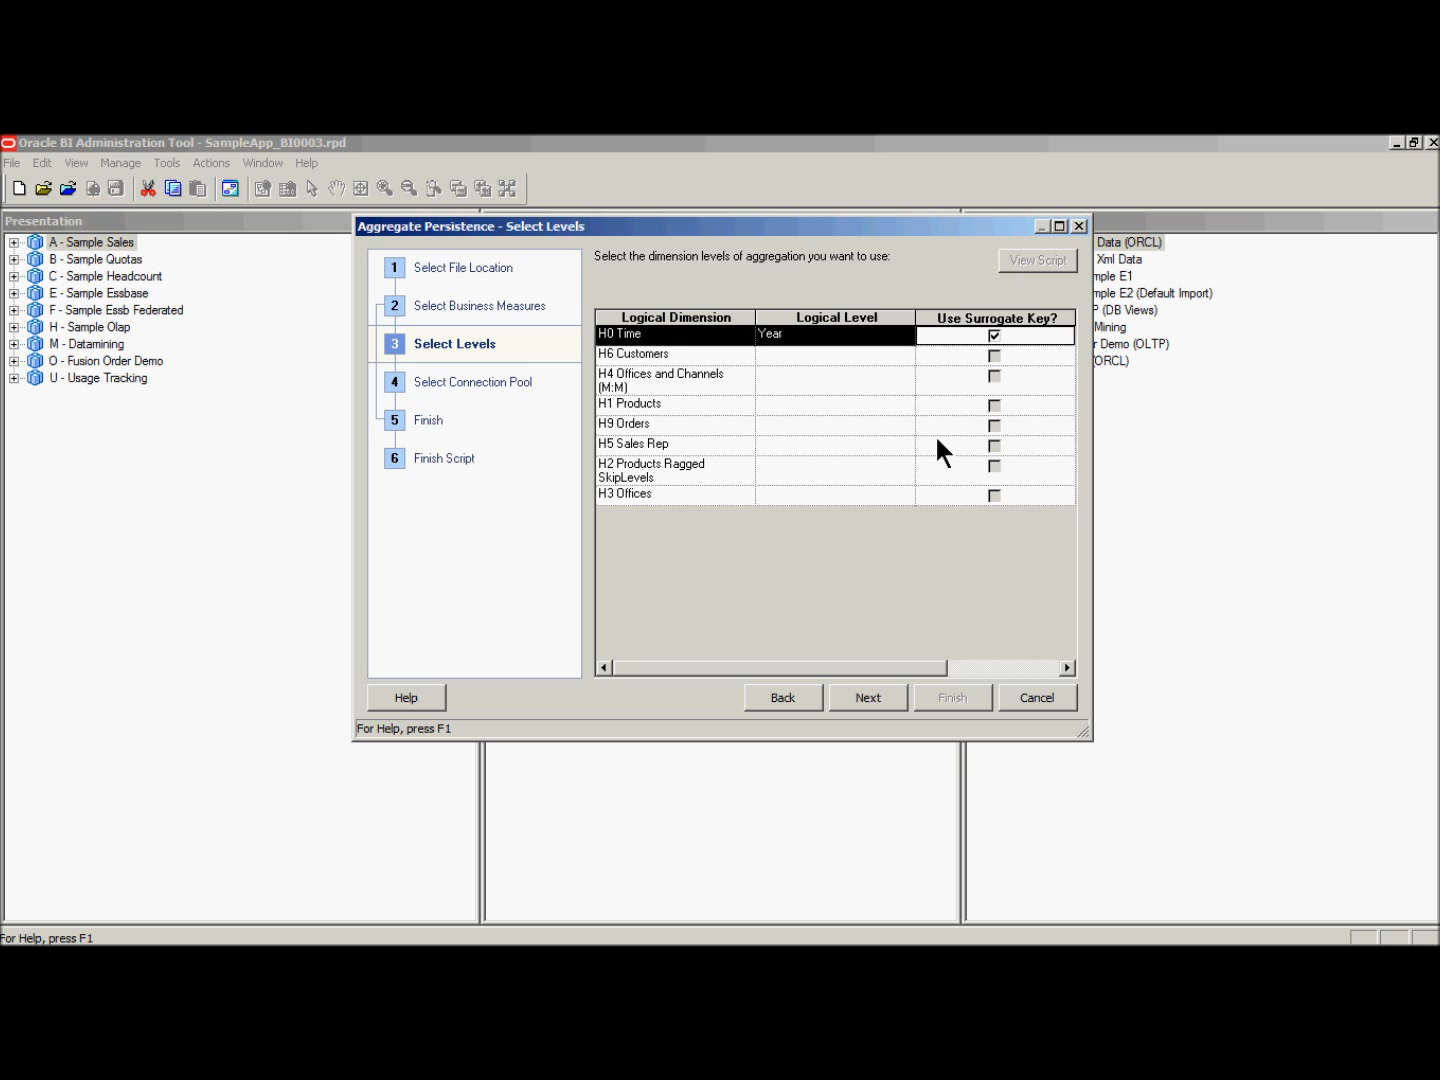 Oracle BI Administration Tool - SampleApp_BI0003.rpd
File Edit View Manage Tools Actions Window Help
Presentation
A - Sample Sales
B - Sample Quotas
C - Sample Headcount
E - Sample Essbase
F - Sample Essb Federated
H - Sample Olap
M - Datamining
O - Fusion Order Demo
U - Usage Tracking
Aggregate Persistence - Select Levels
1 Select File Location
2 Select Business Measures
3 Select Levels
4 Select Connection Pool
5 Finish
6 Finish Script
Select the dimension levels of aggregation you want to use:
View Script
Logical Dimension Logical Level Use Surrogate Key?
H0 Time Year
H6 Customers
H4 Offices and Channels
(M:M)
H1 Products
H9 Orders
H5 Sales Rep
H2 Products Ragged
SkipLevels
H3 Offices
Help Back Next Finish Cancel
For Help, press F1
Data (ORCL)
Xml Data
mple E1
mple E2 (Default Import)
P (DB Views)
Mining
r Demo (OLTP)
(ORCL)
For Help, press F1